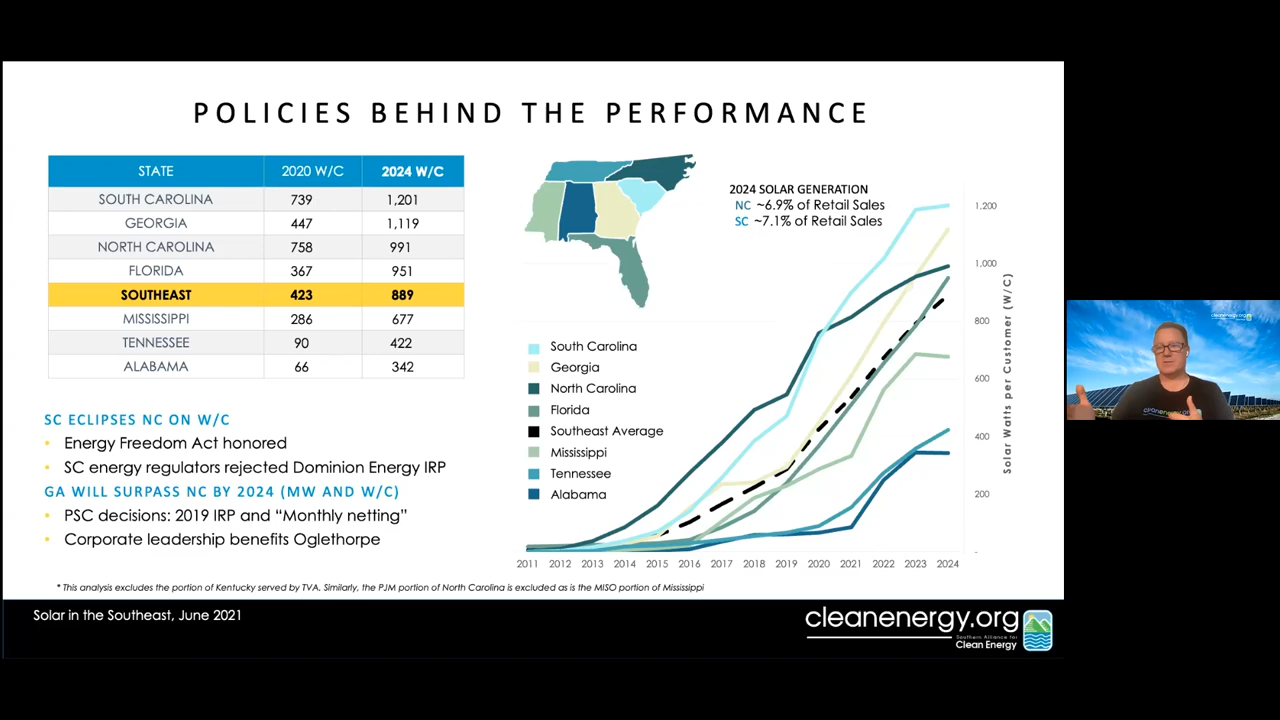 POLICIES BEHIND THE PERFORMANCE
STATE 2020 W/C 2024 W/C
SOUTH CAROLINA 739 1,201
GEORGIA 447 1,119
NORTH CAROLINA 758 991
FLORIDA 367 951
SOUTHEAST 423 889
MISSISSIPPI 286 677
TENNESSEE 90 422
ALABAMA 66 342
SC ECLIPSES NC ON W/C
• Energy Freedom Act honored
• SC energy regulators rejected Dominion Energy IRP
GA WILL SURPASS NC BY 2024 (MW AND W/C)
• PSC decisions: 2019 IRP and “Monthly netting”
• Corporate leadership benefits Oglethorpe
2024 SOLAR GENERATION
NC ~6.9% of Retail Sales
SC ~7.1% of Retail Sales
South Carolina
Georgia
North Carolina
Florida
Southeast Average
Mississippi
Tennessee
Alabama
1,200
1,000
800
600
400
200
-
Solar Watts per Customer (W/C)
2011 2012 2013 2014 2015 2016 2017 2018 2019 2020 2021 2022 2023 2024
* This analysis excludes the portion of Kentucky served by TVA. Similarly, the PJM portion of North Carolina is excluded as is the MISO portion of Mississippi
Solar in the Southeast, June 2021
cleanenergy.org
Southern Alliance for
Clean Energy
cleanenergy.org
cleanenergy.org